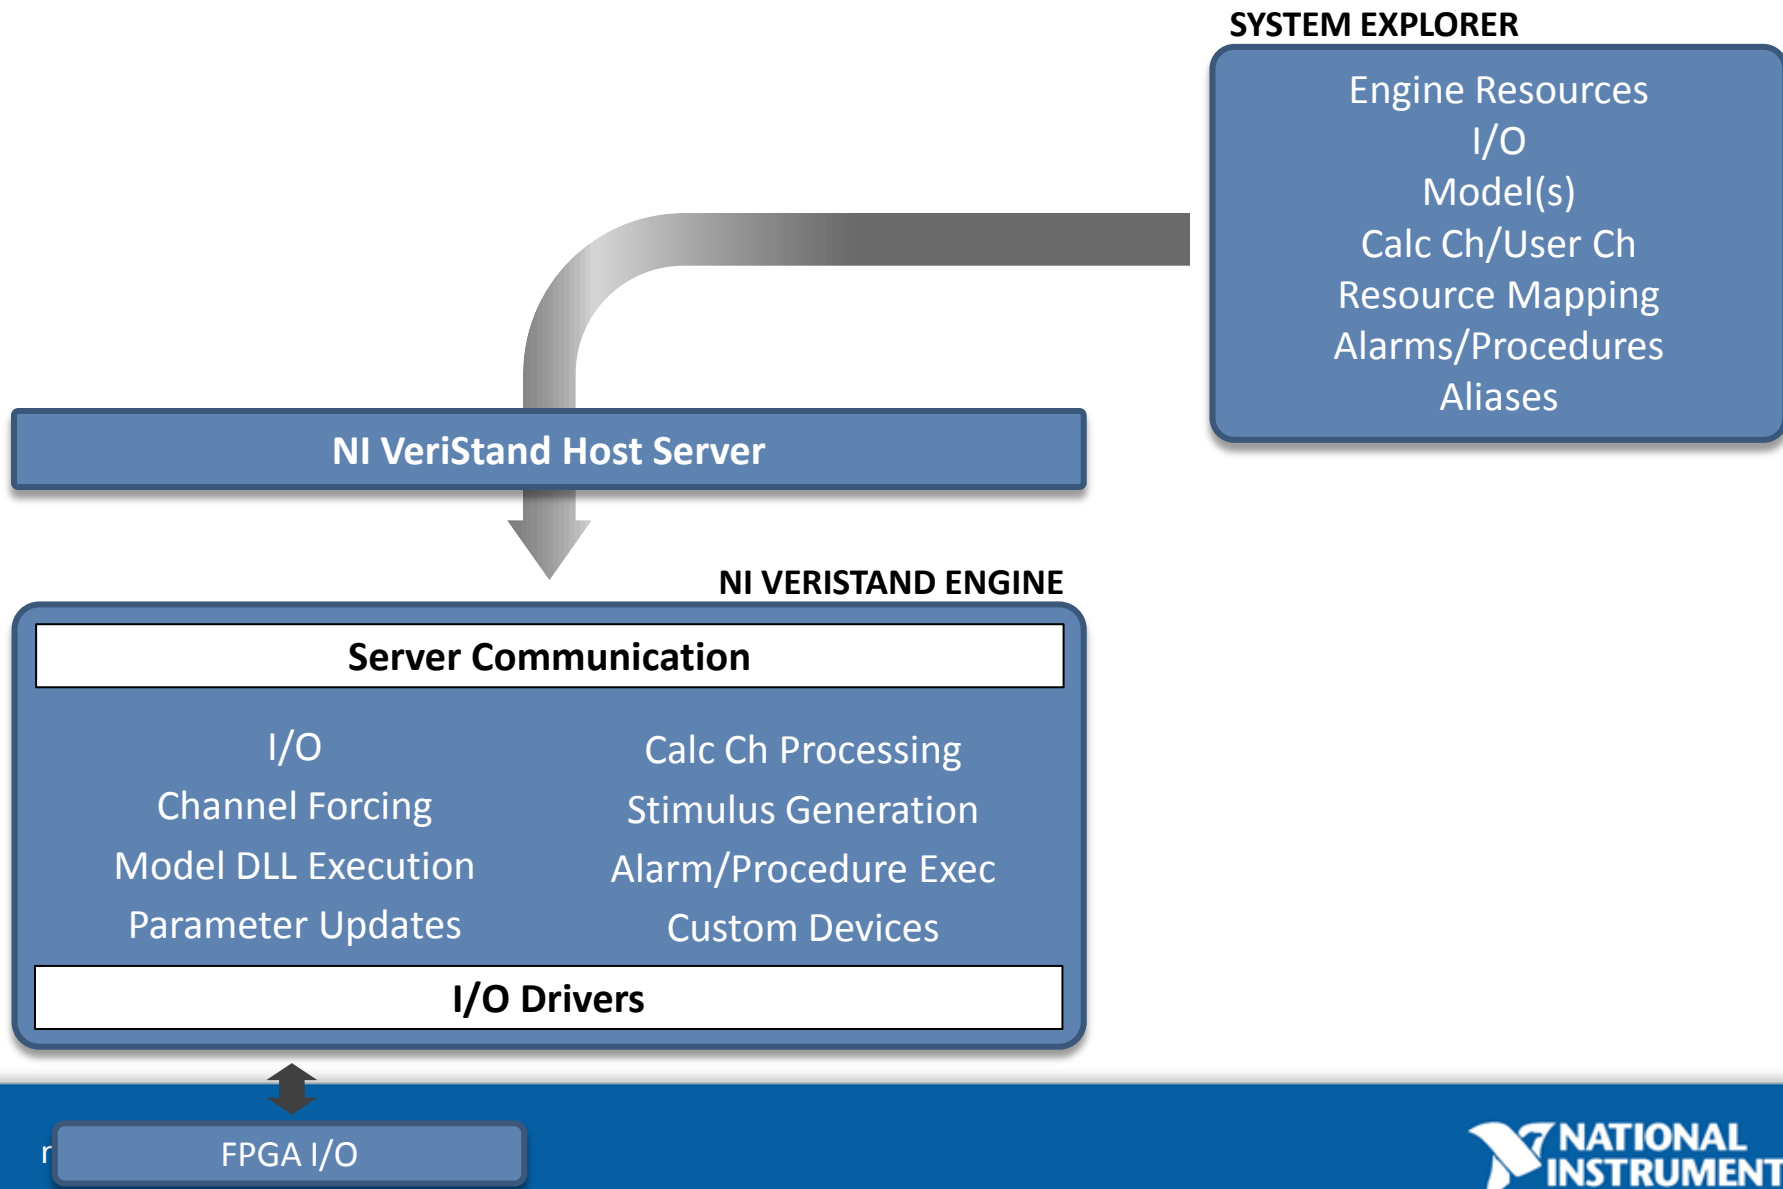 SYSTEM EXPLORER
Engine Resources
I/O
Model(s)
Calc Ch/User Ch
Resource Mapping
Alarms/Procedures
Aliases
NI VeriStand Host Server
NI VERISTAND ENGINE
Server Communication
I/O
Channel Forcing
Model DLL Execution
Parameter Updates
Calc Ch Processing
Stimulus Generation
Alarm/Procedure Exec
Custom Devices
I/O Drivers
FPGA I/O
NATIONAL
INSTRUMENT